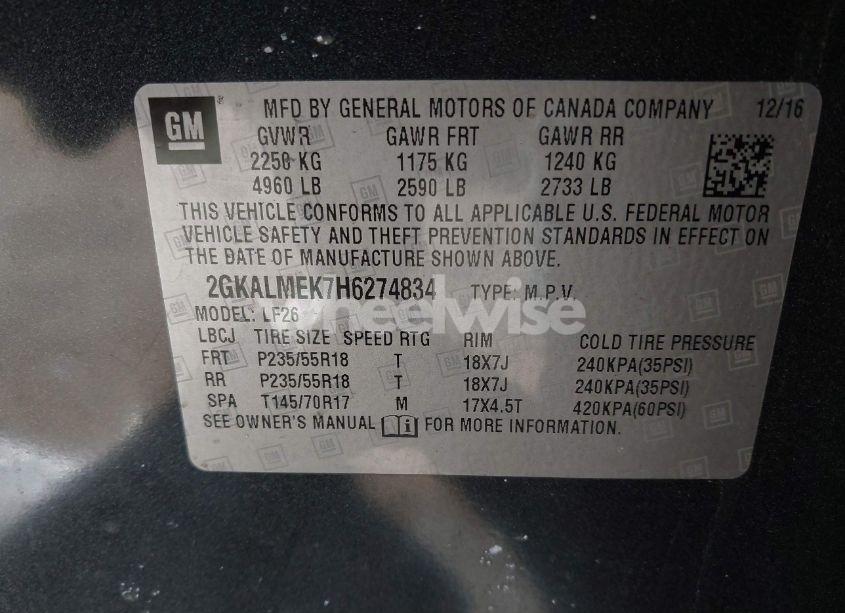 GM
MFD BY GENERAL MOTORS OF CANADA COMPANY 12/16
GVWR GAWR FRT GAWR RR
2250 KG 1175 KG 1240 KG
4960 LB 2590 LB 2733 LB
THIS VEHICLE CONFORMS TO ALL APPLICABLE U.S. FEDERAL MOTOR
VEHICLE SAFETY AND THEFT PREVENTION STANDARDS IN EFFECT ON
THE DATE OF MANUFACTURE SHOWN ABOVE.
2GKALMEK7H6274834 TYPE: M.P.V.
MODEL: LF26
wheelwise
LBCJ TIRE SIZE SPEED RTG RIM COLD TIRE PRESSURE
FRT P235/55R18 T 18X7J 240KPA(35PSI)
RR P235/55R18 T 18X7J 240KPA(35PSI)
SPA T145/70R17 M 17X4.5T 420KPA(60PSI)
SEE OWNER'S MANUAL FOR MORE INFORMATION.